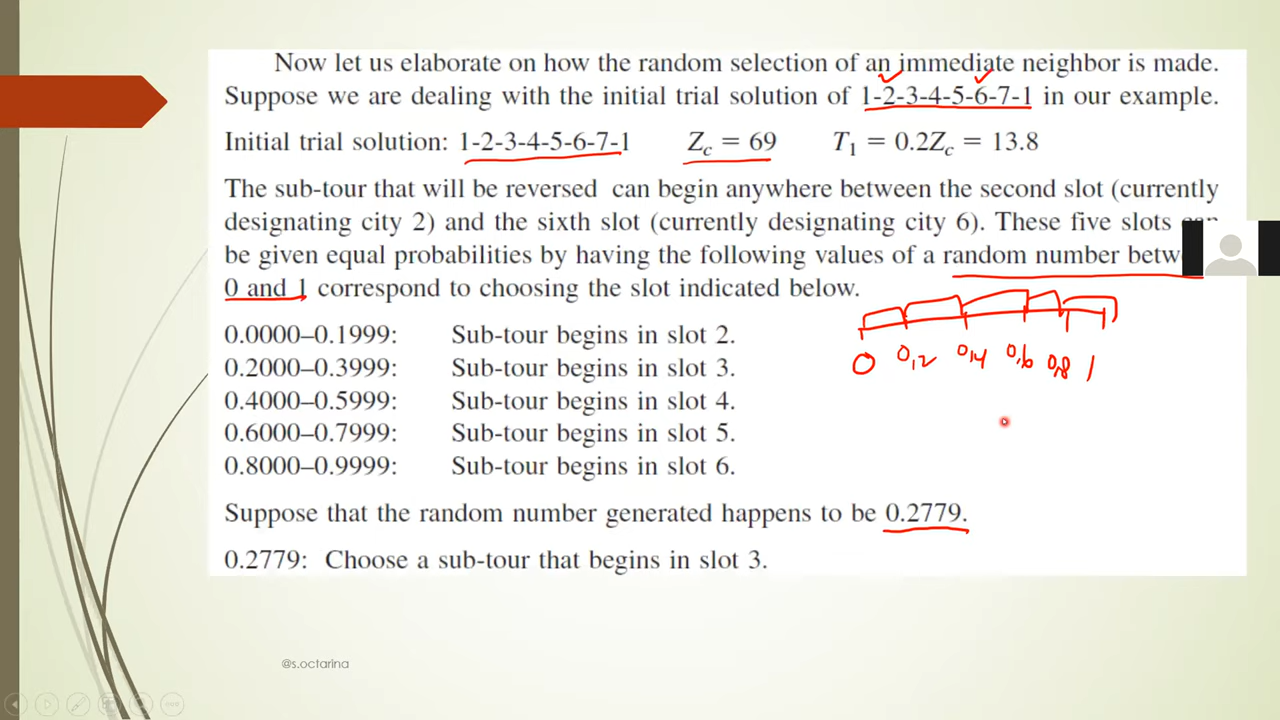 Now let us elaborate on how the random selection of an immediate neighbor is made.
Suppose we are dealing with the initial trial solution of 1-2-3-4-5-6-7-1 in our example.
Initial trial solution: 1-2-3-4-5-6-7-1 Zc = 69 T1 = 0.2Zc = 13.8
The sub-tour that will be reversed can begin anywhere between the second slot (currently
designating city 2) and the sixth slot (currently designating city 6). These five slots
be given equal probabilities by having the following values of a random number
0 and 1 correspond to choosing the slot indicated below.
0.0000–0.1999: Sub-tour begins in slot 2.
0.2000–0.3999: Sub-tour begins in slot 3.
0.4000–0.5999: Sub-tour begins in slot 4.
0.6000–0.7999: Sub-tour begins in slot 5.
0.8000–0.9999: Sub-tour begins in slot 6.
0 0,2 0,4 0,6 0,8 1
Suppose that the random number generated happens to be 0.2779.
0.2779: Choose a sub-tour that begins in slot 3.
@s.octarina